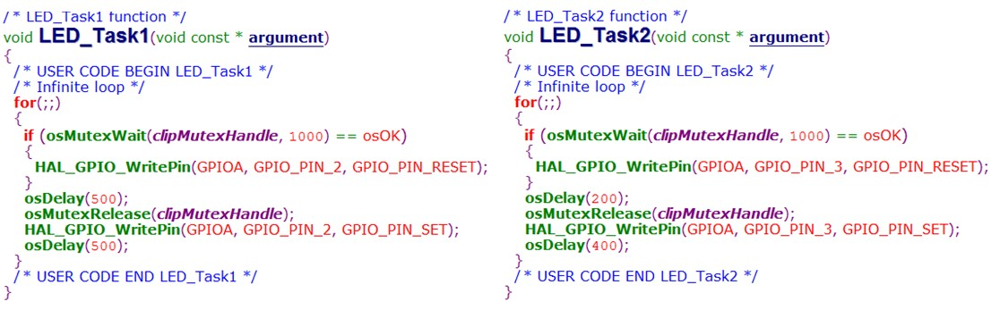 /* LED_Task1 function */
void LED_Task1(void const * argument)
{
/* USER CODE BEGIN LED_Task1 */
/* Infinite loop */
for(;;)
{
if (osMutexWait(clipMutexHandle, 1000) == osOK)
{
HAL_GPIO_WritePin(GPIOA, GPIO_PIN_2, GPIO_PIN_RESET);
}
osDelay(500);
osMutexRelease(clipMutexHandle);
HAL_GPIO_WritePin(GPIOA, GPIO_PIN_2, GPIO_PIN_SET);
osDelay(500);
}
/* USER CODE END LED_Task1 */
}
/* LED_Task2 function */
void LED_Task2(void const * argument)
{
/* USER CODE BEGIN LED_Task2 */
/* Infinite loop */
for(;;)
{
if (osMutexWait(clipMutexHandle, 1000) == osOK)
{
HAL_GPIO_WritePin(GPIOA, GPIO_PIN_3, GPIO_PIN_RESET);
}
osDelay(200);
osMutexRelease(clipMutexHandle);
HAL_GPIO_WritePin(GPIOA, GPIO_PIN_3, GPIO_PIN_SET);
osDelay(400);
}
/* USER CODE END LED_Task2 */
}